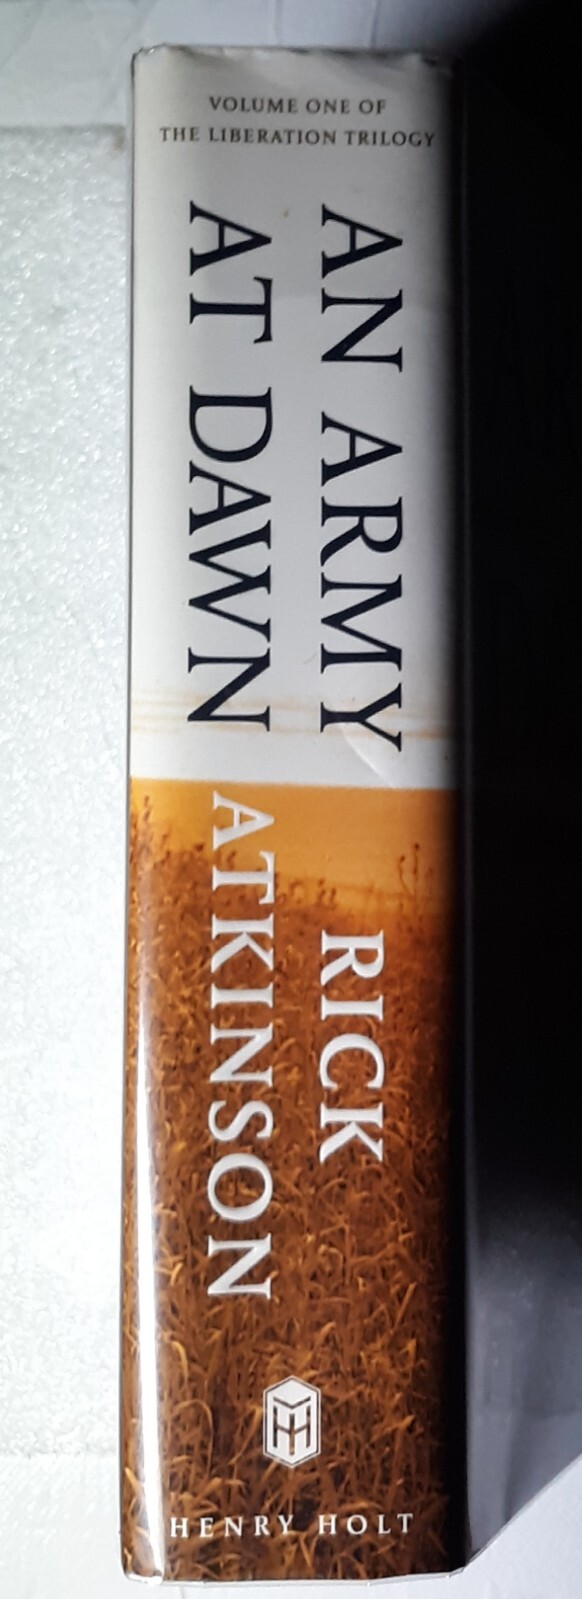 VOLUME ONE OF
THE LIBERATION TRILOGY
AN ARMY
AT DAWN
RICK
ATKINSON
HENRY HOLT